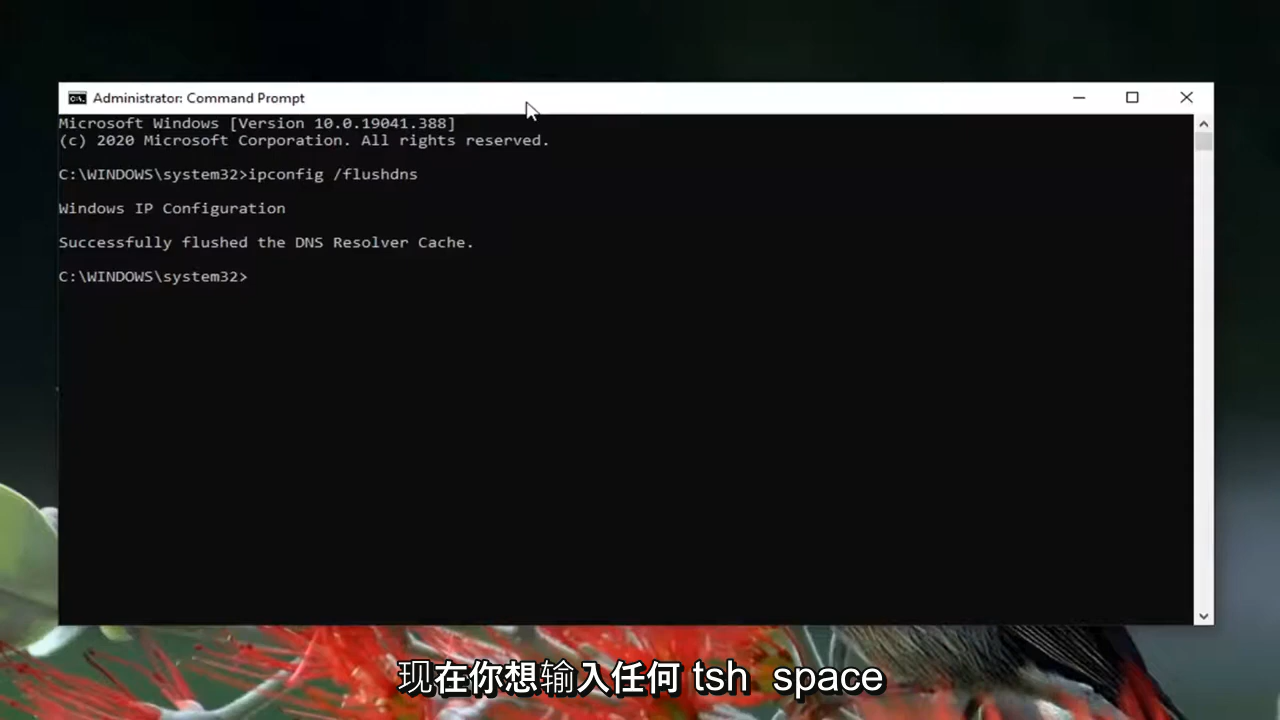 Administrator: Command Prompt
Microsoft Windows [Version 10.0.19041.388]
(c) 2020 Microsoft Corporation. All rights reserved.
C:\WINDOWS\system32>ipconfig /flushdns
Windows IP Configuration
Successfully flushed the DNS Resolver Cache.
C:\WINDOWS\system32>
现在你想输入任何 tsh space